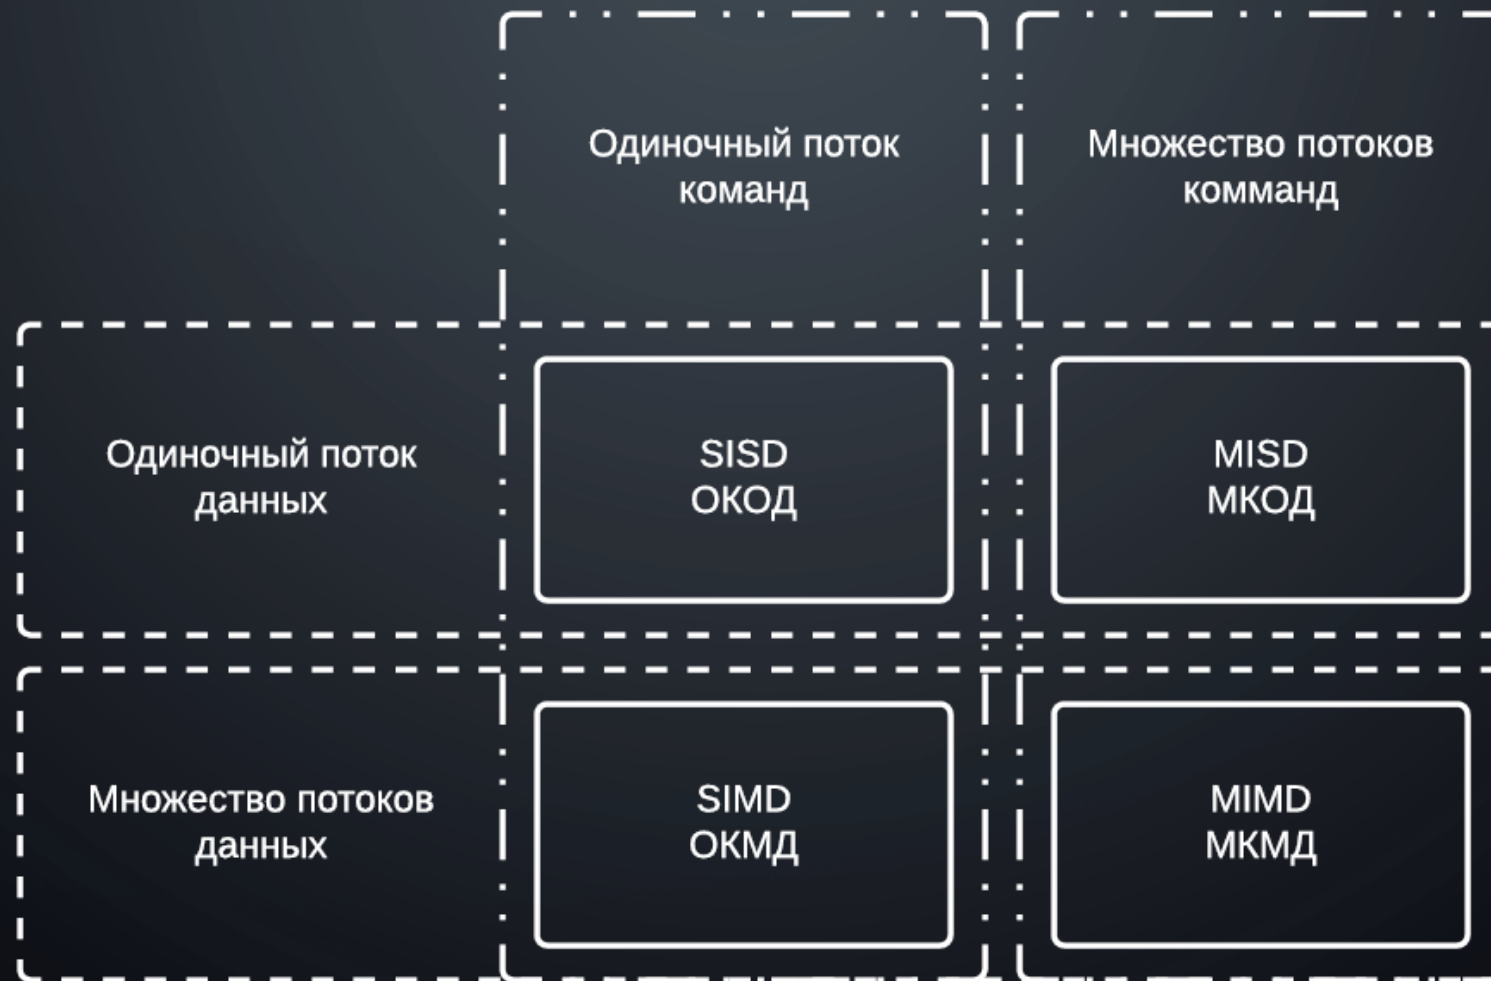 Одиночный поток
команд
Множество потоков
комманд
Одиночный поток
данных
SISD
ОКОД
MISD
МКОД
Множество потоков
данных
SIMD
ОКМД
MIMD
МКМД